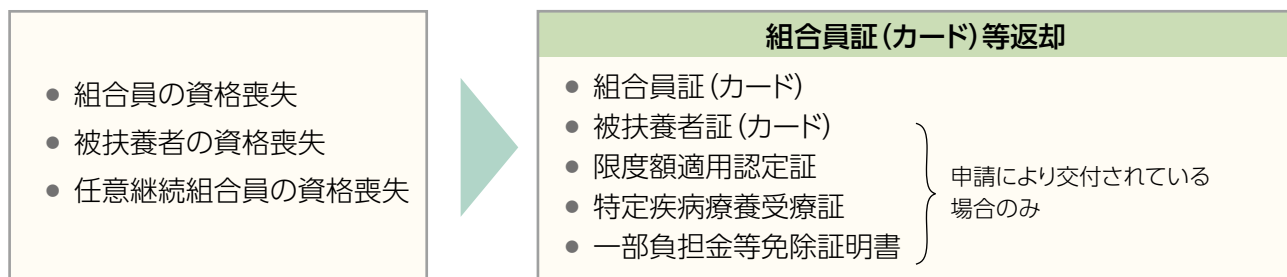 ● 組合員の資格喪失
● 被扶養者の資格喪失
● 任意継続組合員の資格喪失
組合員証(カード)等返却
● 組合員証(カード)
● 被扶養者証(カード)
● 限度額適用認定証
● 特定疾病療養受療証
● 一部負担金等免除証明書
申請により交付されている
場合のみ